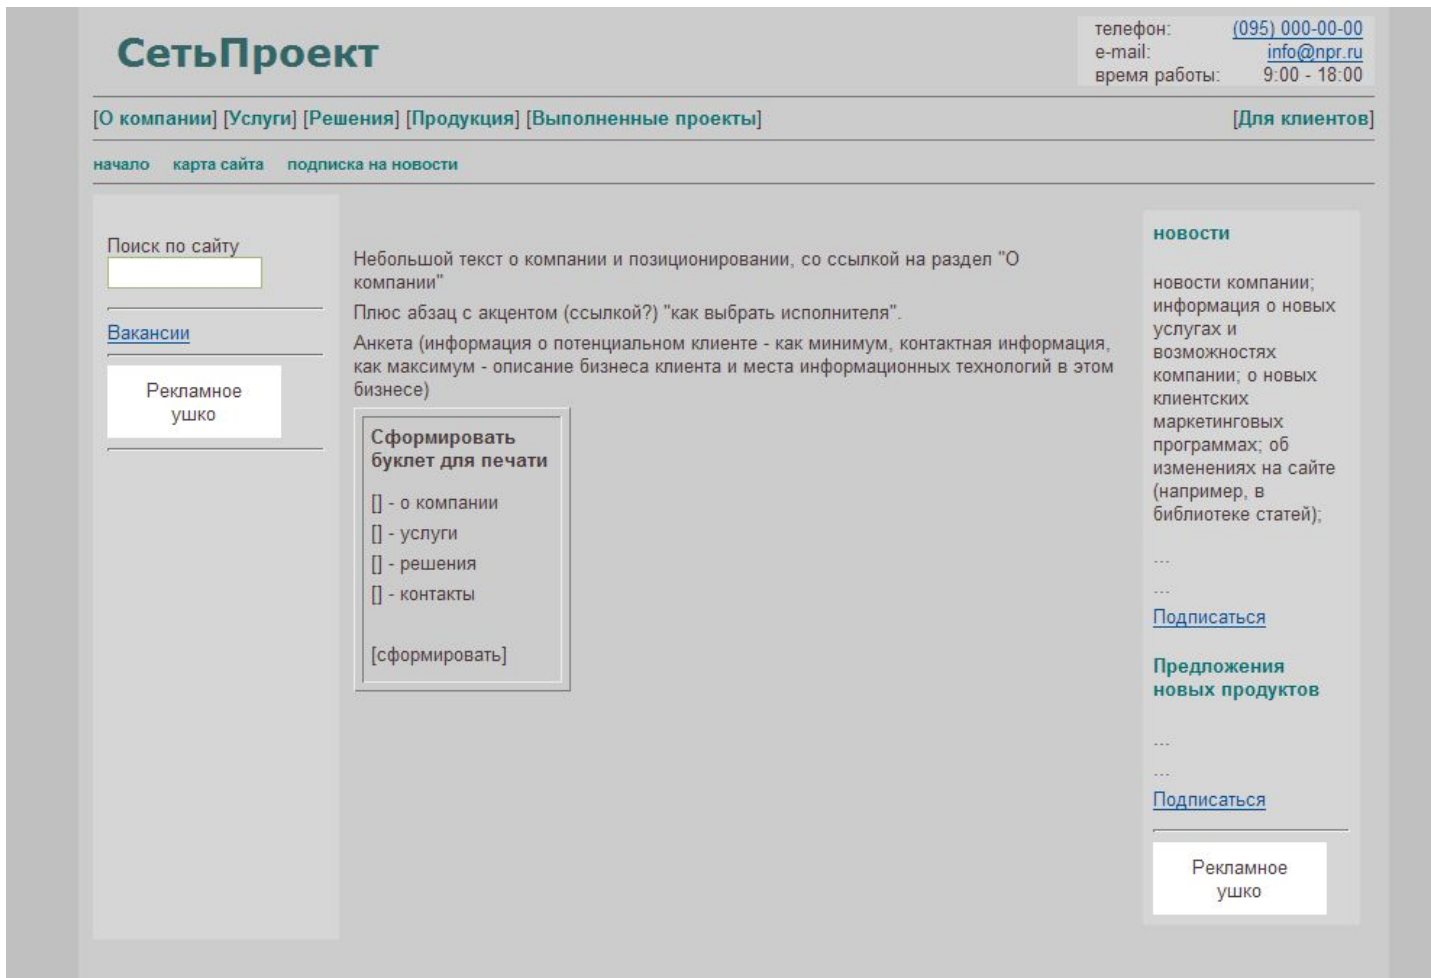 СетьПроект
телефон: (095) 000-00-00
e-mail: info@npr.ru
время работы: 9:00 - 18:00
[О компании] [Услуги] [Решения] [Продукция] [Выполненные проекты] [Для клиентов]
начало карта сайта подписка на новости
Поиск по сайту
Вакансии
Рекламное
ушко
Небольшой текст о компании и позиционировании, со ссылкой на раздел "О
компании"
Плюс абзац с акцентом (ссылкой?) "как выбрать исполнителя".
Анкета (информация о потенциальном клиенте - как минимум, контактная информация,
как максимум - описание бизнеса клиента и места информационных технологий в этом
бизнесе)
Сформировать
буклет для печати
[] - о компании
[] - услуги
[] - решения
[] - контакты
[сформировать]
новости
новости компании;
информация о новых
услугах и
возможностях
компании; о новых
клиентских
маркетинговых
программах; об
изменениях на сайте
(например, в
библиотеке статей);
...
...
Подписаться
Предложения
новых продуктов
...
...
Подписаться
Рекламное
ушко